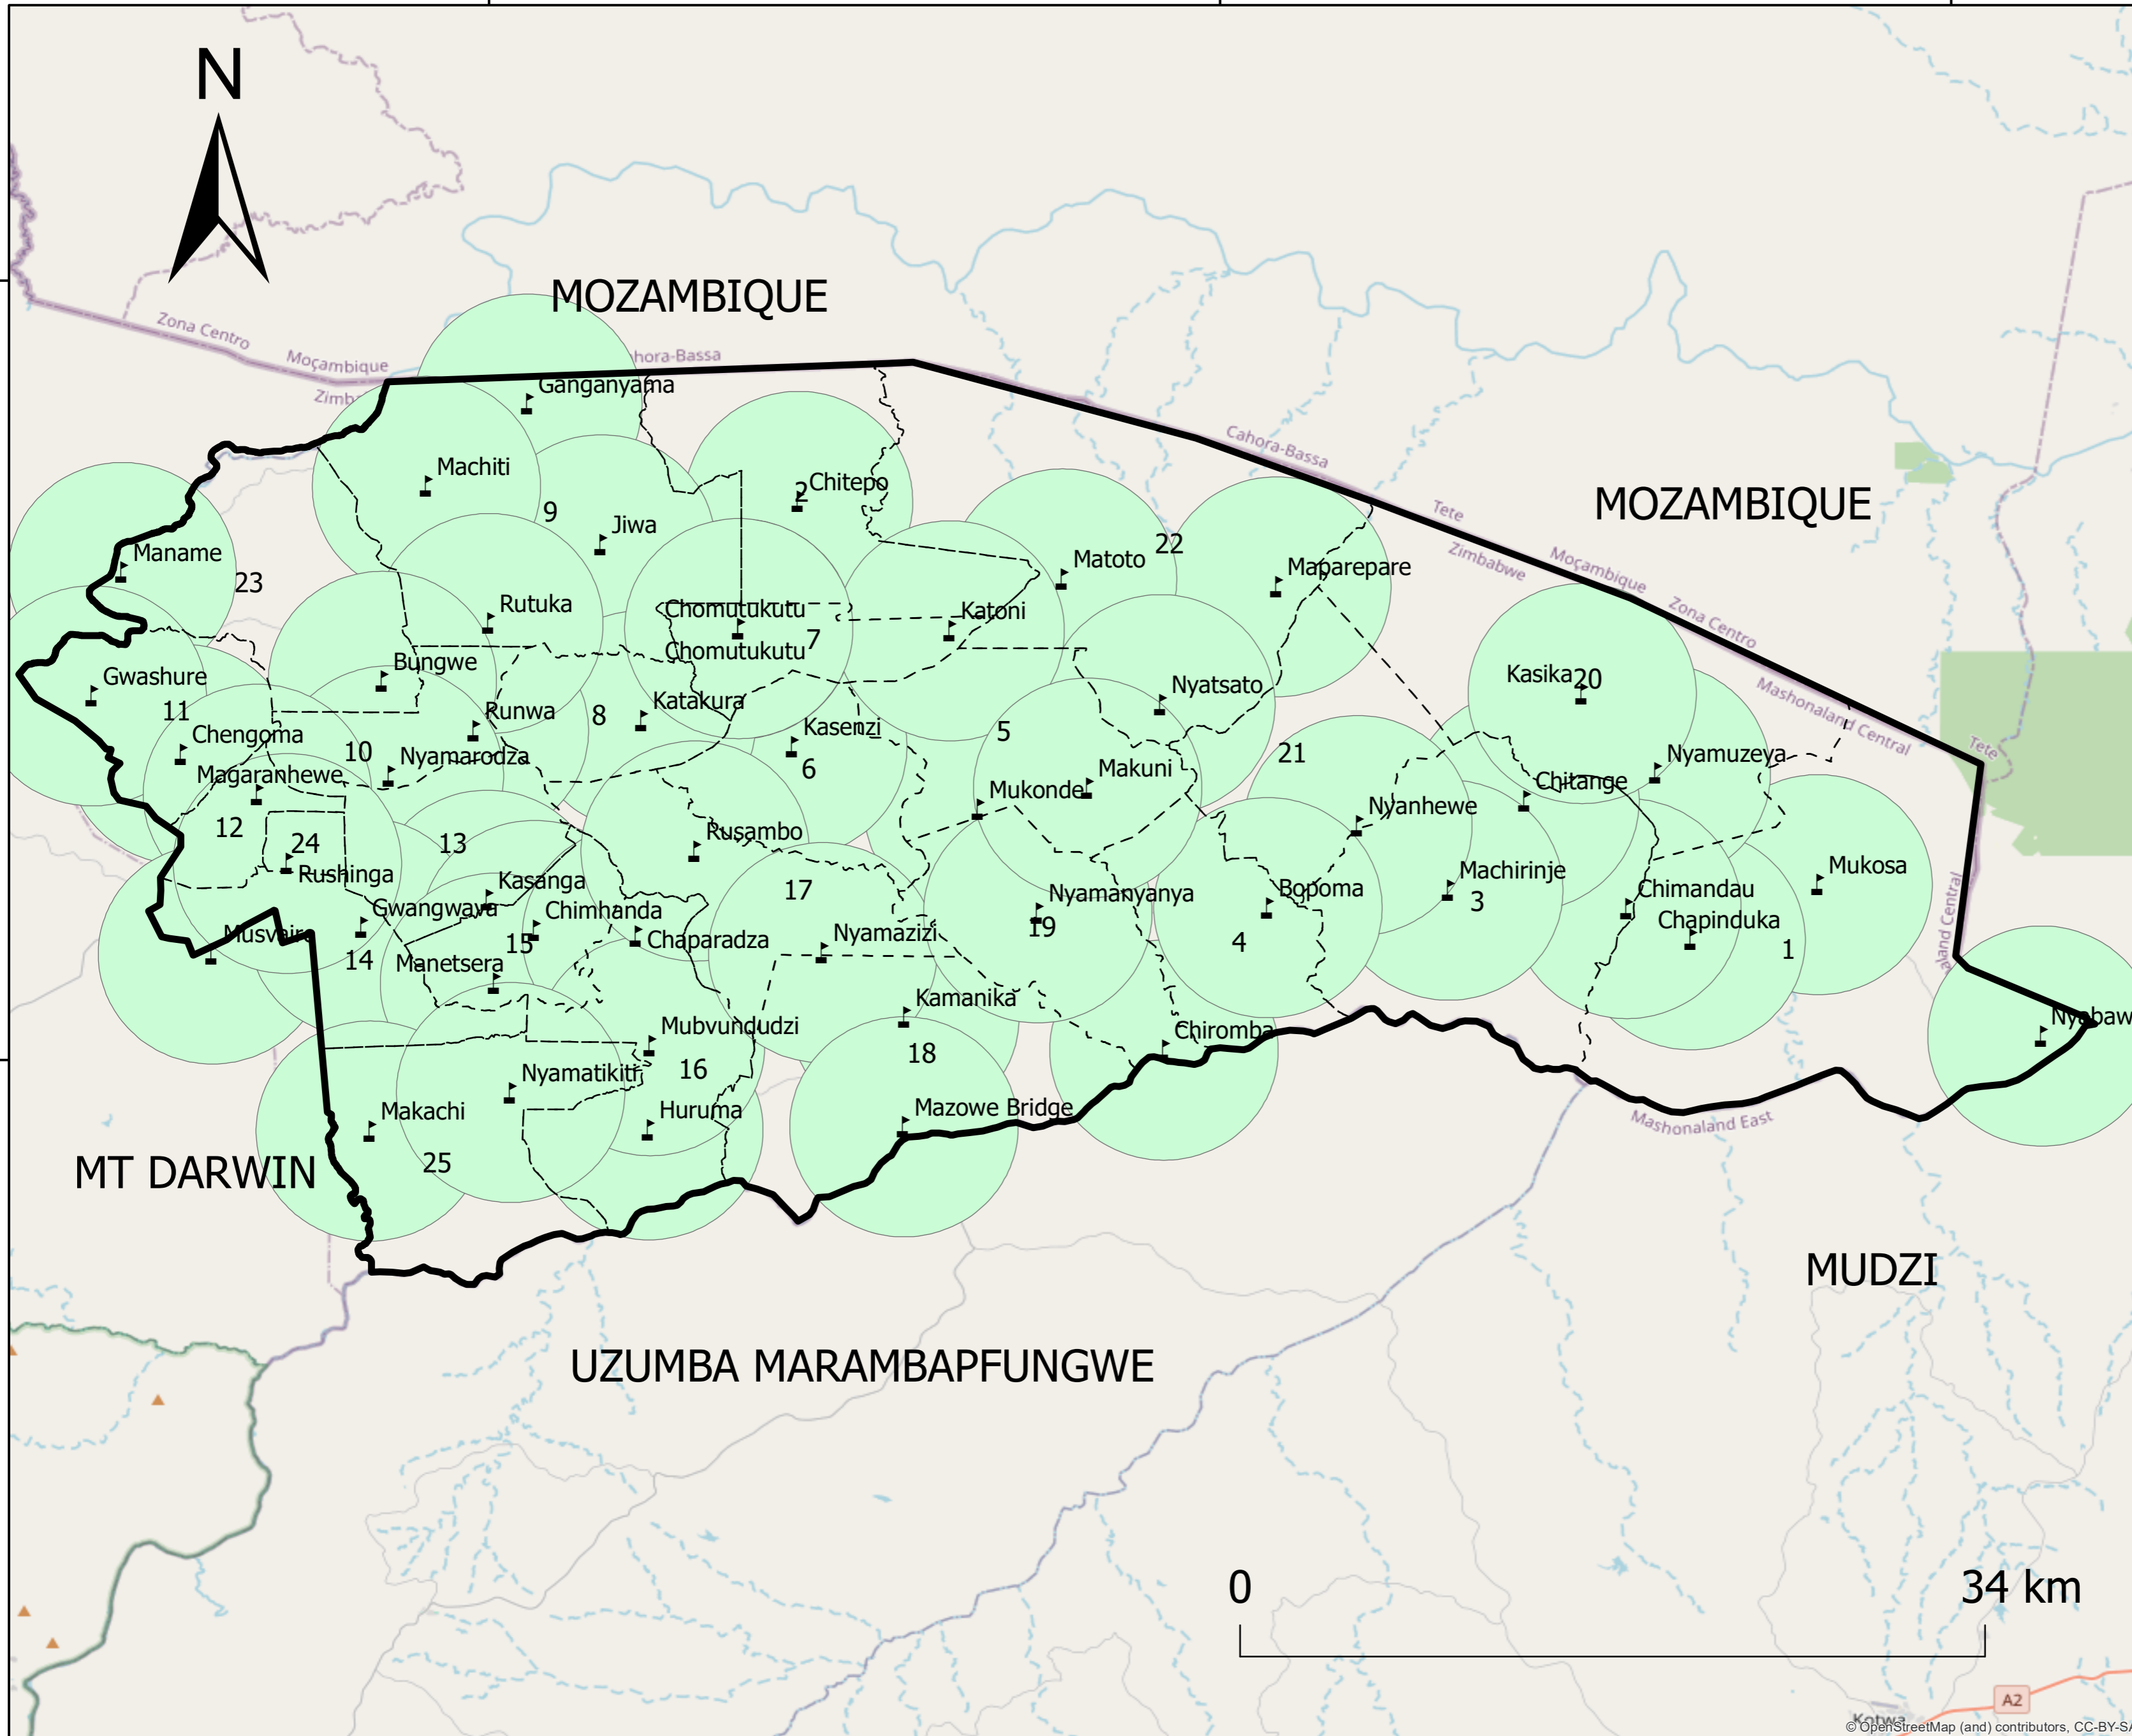 N
MOZAMBIQUE
Zona Centro
Moçambique
hora-Bassa
Zimb
Ganganyama
Machiti
Chitepo
2
9
Jiwa
Cahora-Bassa
Tete
Zimbabwe
MOZAMBIQUE
Moçambique
Zona Centro
Maname
23
Matoto
22
Maparepare
Rutuka
Chomutukutu
Chomutukutu
7
Katoni
Bungwe
Gwashure
11
Kasika
20
Nyatsato
Mashonaland Central
Tete
Katakura
8
Runwa
Chengoma
10
Nyamarodza
Kasenzi
6
5
21
Nyamuzeya
Magaranhewe
Makuni
Mukonde
Chitange
Nyanhewe
12
24
13
Rusambo
Rushinga
Kasanga
17
Machirinje
3
Mukosa
Bopoma
Chimandau
Nyamanyanya
19
Gwangwava
Chimhanda
15
Chaparadza
Nyamazizi
Chapinduka
1
4
Musvaire
14
Manetsera
aland Central
Kamanika
Nyabaw
Mubvundudzi
Chiromba
18
16
Nyamatikiti
Makachi
Huruma
Mazowe Bridge
Mashonaland East
MT DARWIN
25
MUDZI
UZUMBA MARAMBAPFUNGWE
0
34 km
A2
Kotwa
© OpenStreetMap (and) contributors, CC-BY-SA